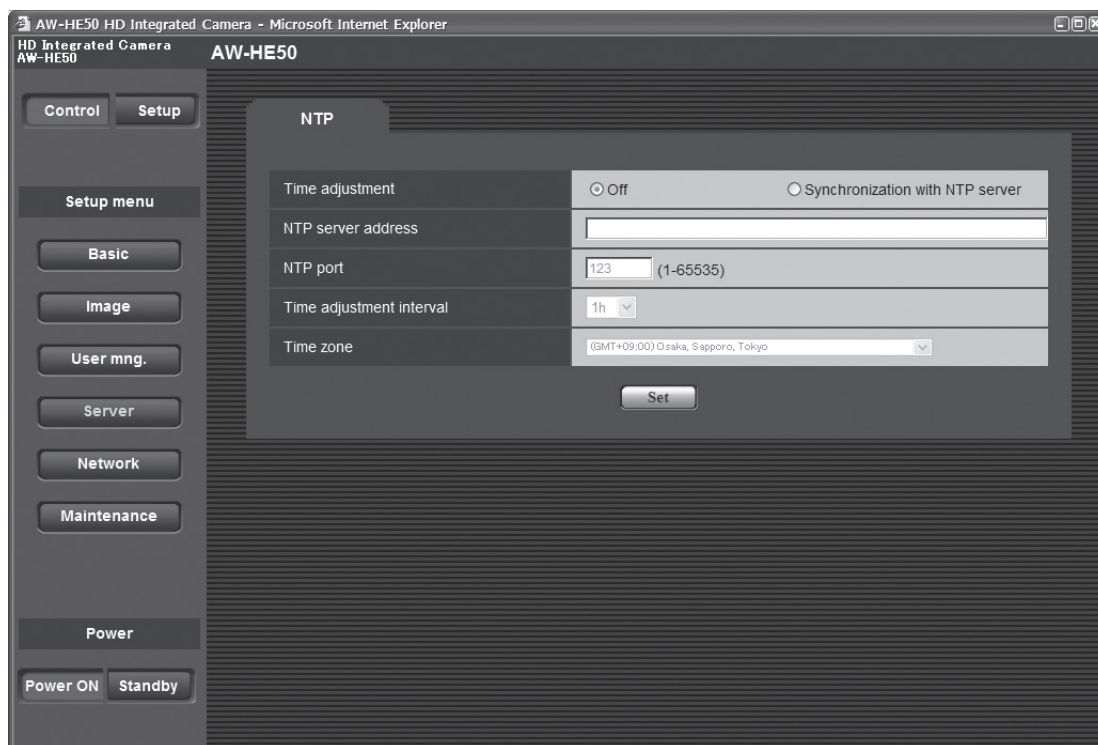 AW-HE50 HD Integrated Camera - Microsoft Internet Explorer
HD Integrated Camera
AW-HE50
AW-HE50
Control Setup
Setup menu
Basic
Image
User mng.
Server
Network
Maintenance
Power
Power ON Standby
NTP
Time adjustment Off Synchronization with NTP server
NTP server address
NTP port 123 (1-65535)
Time adjustment interval 1h
Time zone (GMT+09:00) Osaka, Sapporo, Tokyo
Set